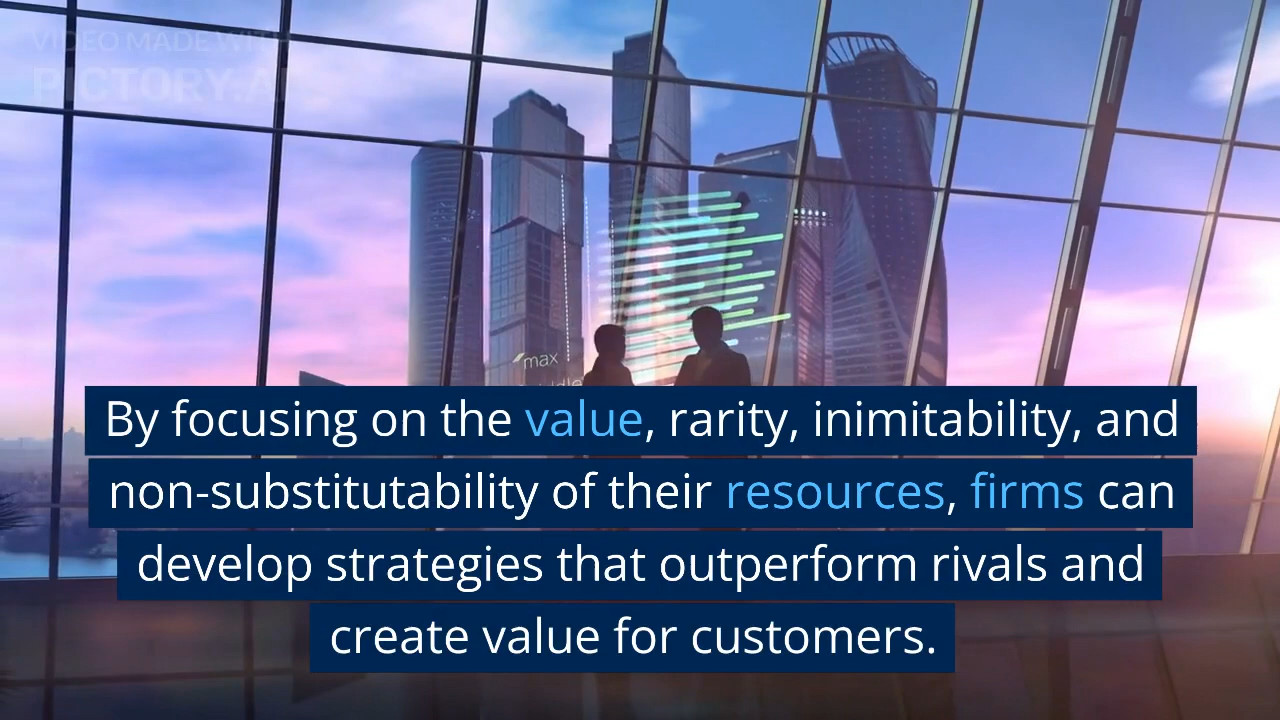 VIDEO MADE WITH
PICTORY.AI
max
By focusing on the value, rarity, inimitability, and
non-substitutability of their resources, firms can
develop strategies that outperform rivals and
create value for customers.